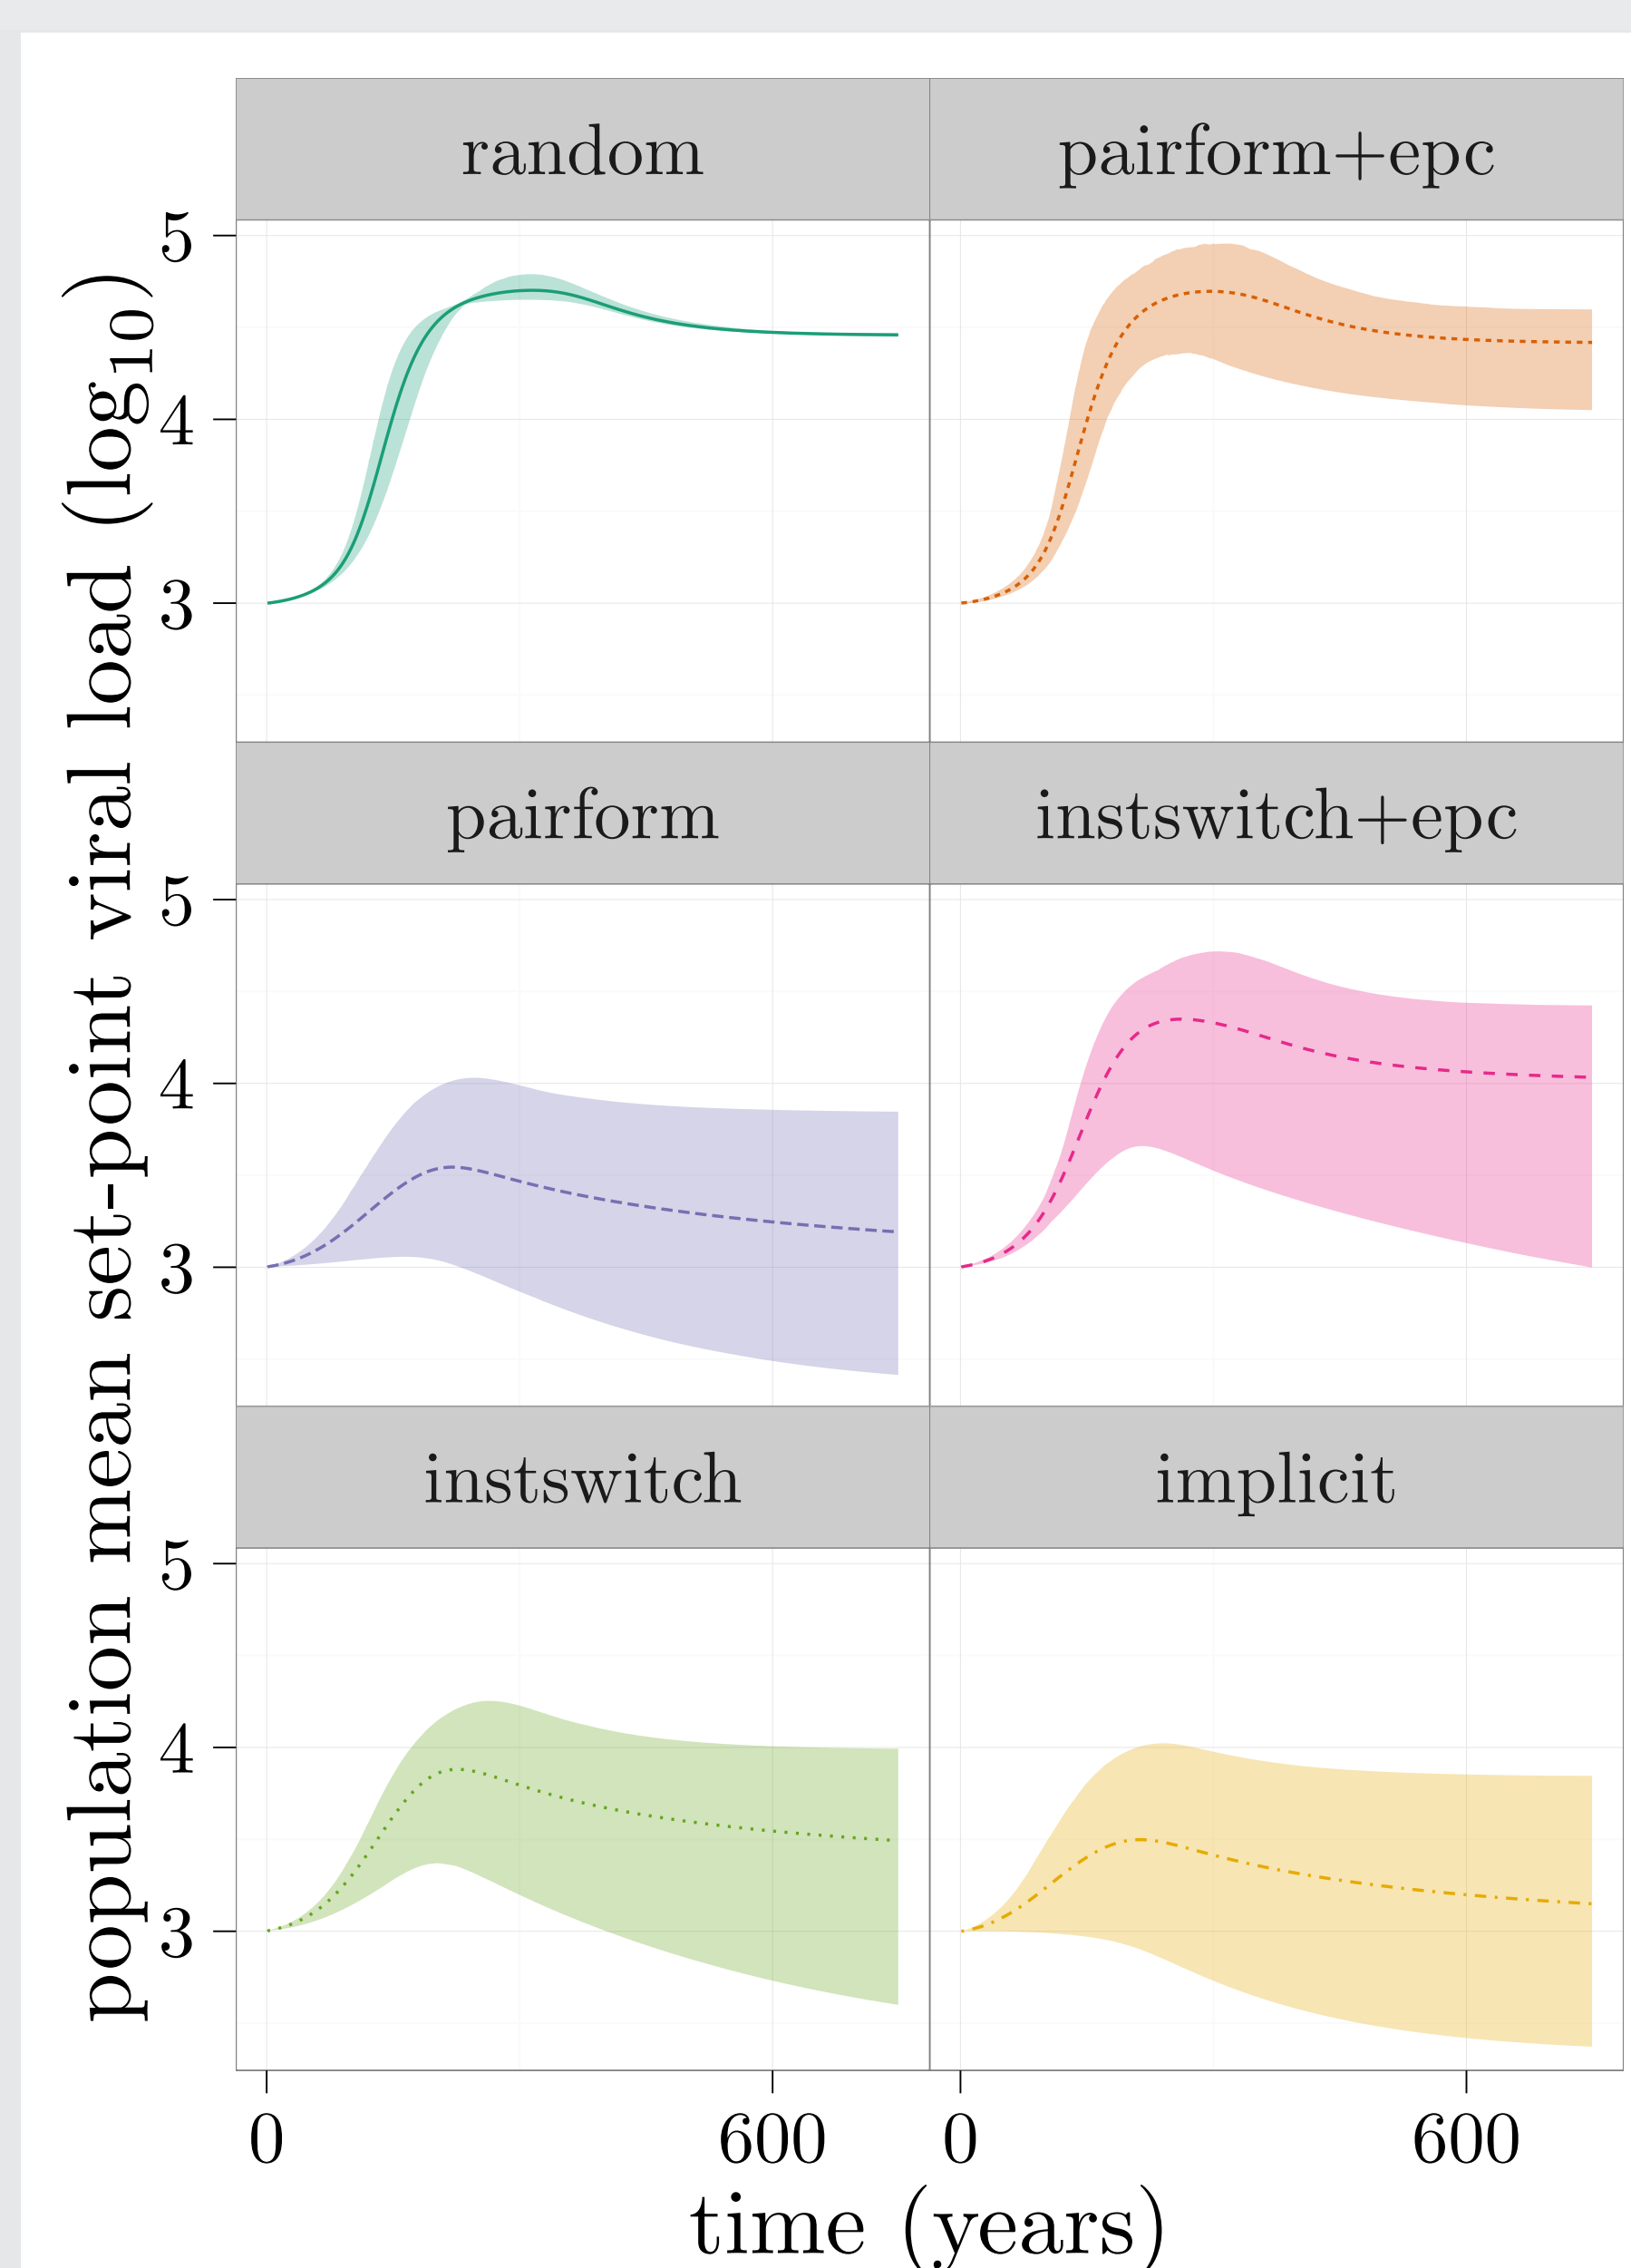 population mean set-point viral load (log10)
random
pairform+epc
5
4
3
pairform
instswitch+epc
5
4
3
instswitch
implicit
5
4
3
0 600 0 600
time (years)